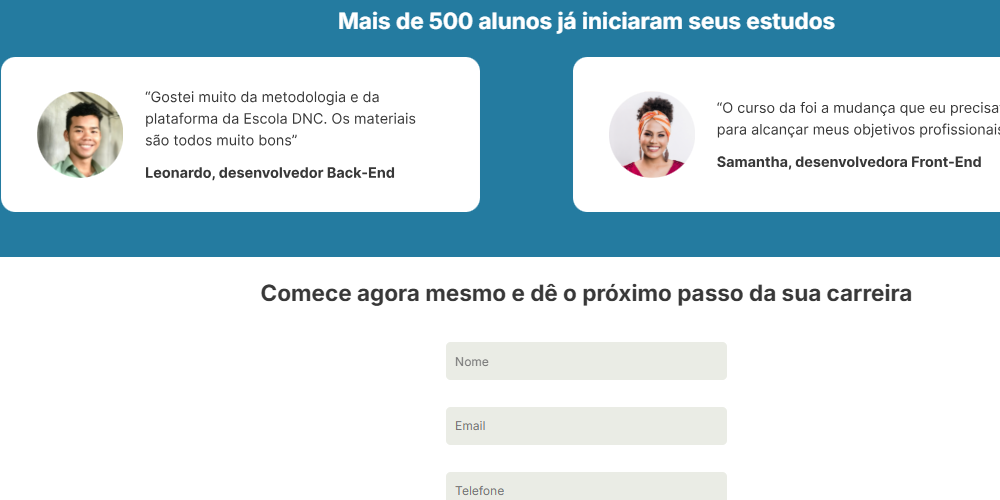 Mais de 500 alunos já iniciaram seus estudos
“Gostei muito da metodologia e da
plataforma da Escola DNC. Os materiais
são todos muito bons”
Leonardo, desenvolvedor Back-End
“O curso da foi a mudança que eu
para alcançar meus objetivos
Samantha, desenvolvedora Front-End
Comece agora mesmo e dê o próximo passo da sua carreira
Nome
Email
Telefone